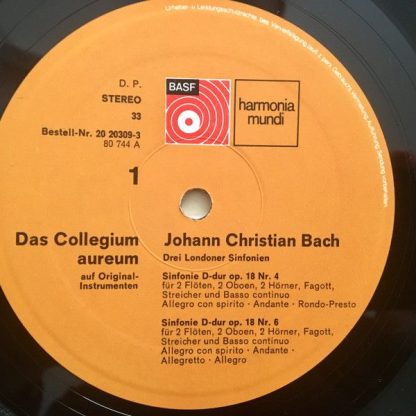 Urheber- u. Leistungsschutzrechte
D. P.
STEREO
33
Bestell-Nr. 20 20309-3
80 744 A
BASF
harmonia
mundi
1
Das Collegium
aureum
auf Original-
Instrumenten
Johann Christian Bach
Drei Londoner Sinfonien
Sinfonie D-dur op. 18 Nr. 4
für 2 Flöten, 2 Oboen, 2 Hörner, Fagott,
Streicher und Basso continuo
Allegro con spirito · Andante · Rondo-Presto
Sinfonie D-dur op. 18 Nr. 6
für 2 Flöten, 2 Oboen, 2 Hörner, Fagott,
Streicher und Basso continuo
Allegro con spirito · Andante ·
Allegretto · Allegro